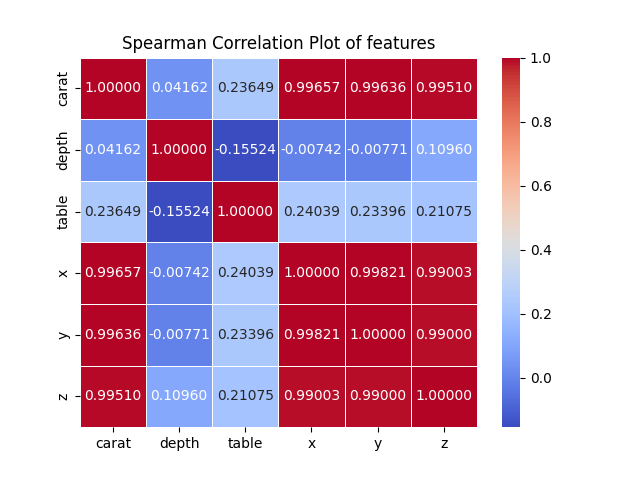 Spearman Correlation Plot of features
carat 1.00000 0.04162 0.23649 0.99657 0.99636 0.99510
depth 0.04162 1.00000 -0.15524 -0.00742 -0.00771 0.10960
table 0.23649 -0.15524 1.00000 0.24039 0.23396 0.21075
x 0.99657 -0.00742 0.24039 1.00000 0.99821 0.99003
y 0.99636 -0.00771 0.23396 0.99821 1.00000 0.99000
z 0.99510 0.10960 0.21075 0.99003 0.99000 1.00000
carat depth table x y z
1.0
0.8
0.6
0.4
0.2
0.0